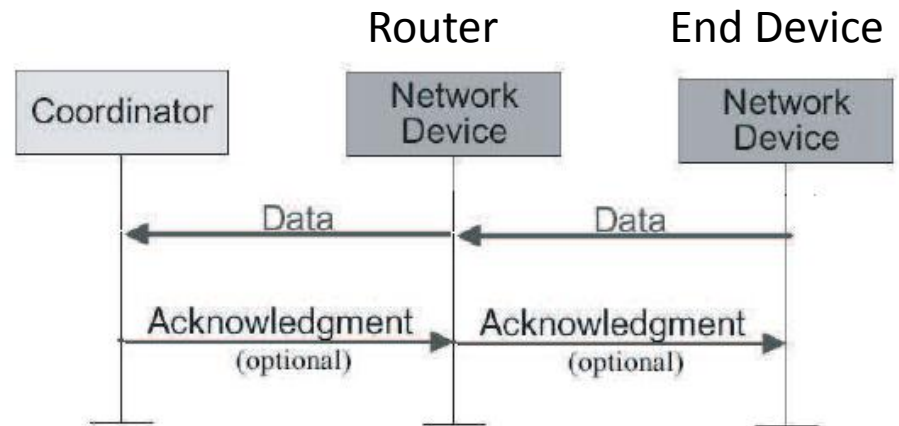 Router
End Device
Coordinator
Network
Device
Network
Device
Data
Data
Acknowledgment
(optional)
Acknowledgment
(optional)